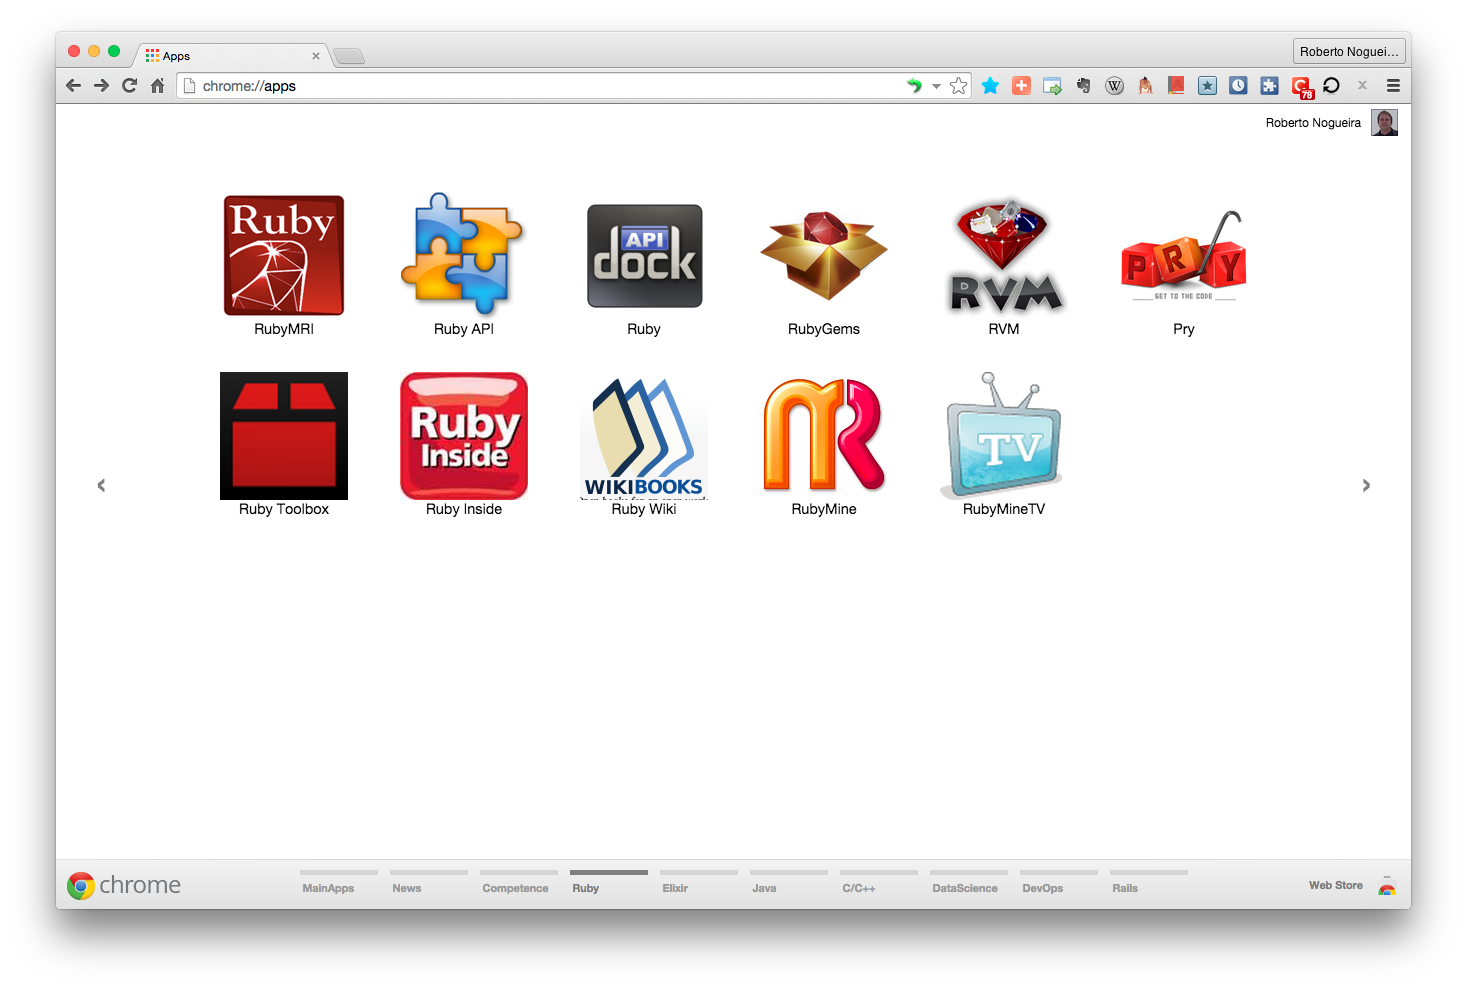 Apps
Roberto Noguei...
chrome://apps
78
Roberto Nogueira
Ruby
API
dock
RVM
PRY
GET TO THE CODE
RubyMRI
Ruby API
Ruby
RubyGems
RVM
Pry
Ruby
Inside
WIKIBOOKS
TV
Ruby Toolbox
Ruby Inside
Ruby Wiki
RubyMine
RubyMineTV
chrome
MainApps
News
Competence
Ruby
Elixir
Java
C/C++
DataScience
DevOps
Rails
Web Store